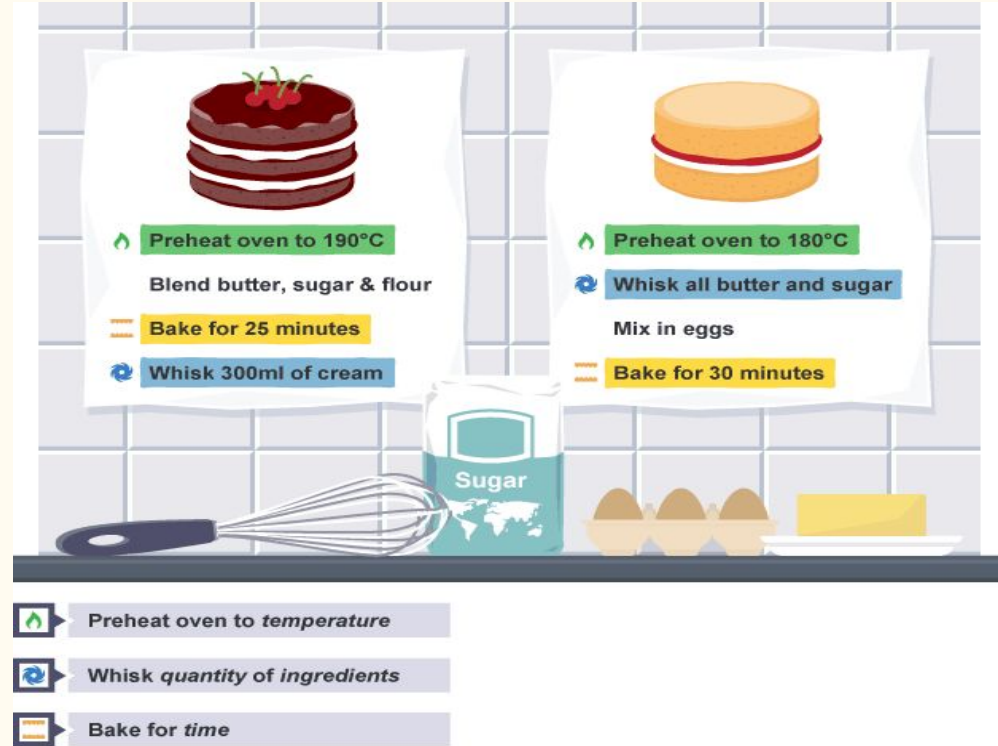 Preheat oven to 190°C
Blend butter, sugar & flour
Bake for 25 minutes
Whisk 300ml of cream
Preheat oven to 180°C
Whisk all butter and sugar
Mix in eggs
Bake for 30 minutes
Sugar
Preheat oven to temperature
Whisk quantity of ingredients
Bake for time